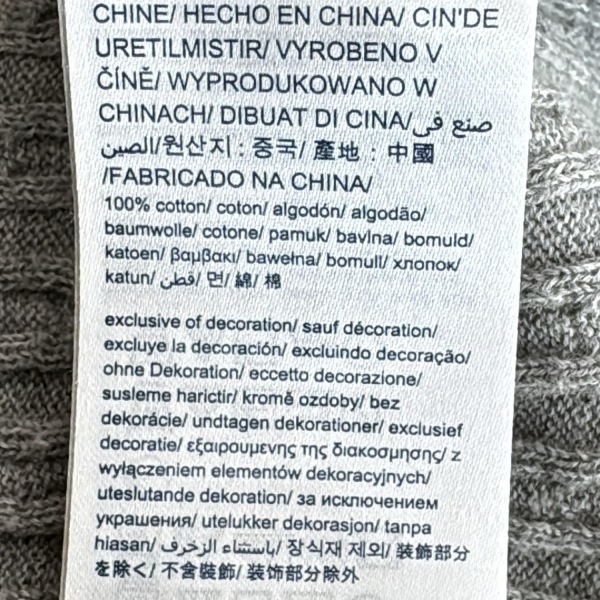 CHINE/ HECHO EN CHINA/ CIN'DE
URETILMISTIR/ VYROBENO V
ČÍNĚ/ WYPRODUKOWANO W
CHINACH/ DIBUAT DI CINA/صنع في
الصين/원산지 : 중국/ 產地 : 中國
/FABRICADO NA CHINA/
100% cotton/ coton/ algodón/ algodão/
baumwolle/ cotone/ pamuk/ bavlna/ bomuld/
katoen/ βαμβακι/ bawełna/ bomull/ хлопок/
katun/ قطن/ 면/ 綿/ 棉
exclusive of decoration/ sauf décoration/
excluye la decoración/ excluindo decoração/
ohne Dekoration/ eccetto decorazione/
susleme harictir/ kromě ozdoby/ bez
dekorácie/ undtagen dekorationer/ exclusief
decoratie/ εξαιρουμενης της διακοσμησης/ z
wyłączeniem elementów dekoracyjnych/
uteslutande dekoration/ за исключением
украшения/ utelukker dekorasjon/ tanpa
hiasan/ باستثناء الزخرف/ 장식재 제외/ 裝飾部分
を除く/ 不含裝飾/ 装饰部分除外